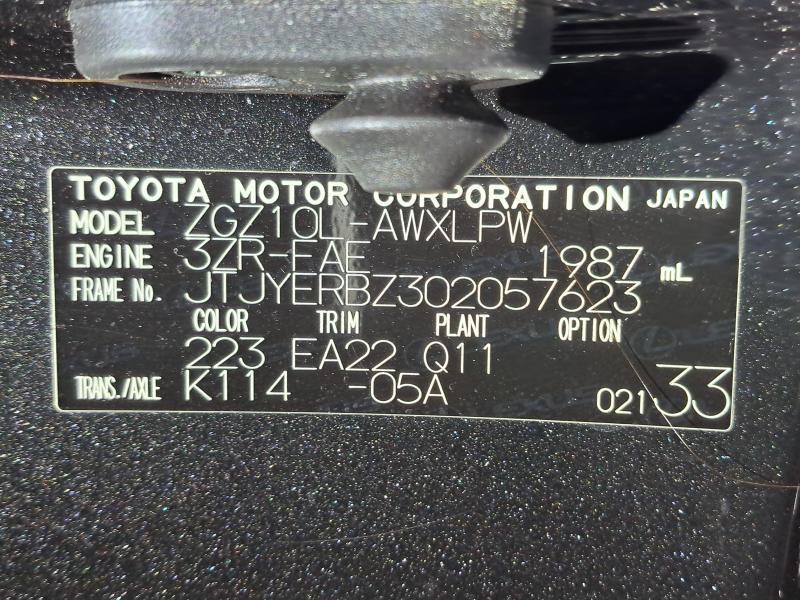 TOYOTA MOTOR CORPORATION JAPAN
MODEL ZGZ10L-AWXLPW
ENGINE 3ZR-FAE 1987 mL
FRAME No. JTJYERBZ302057623
COLOR TRIM PLANT OPTION
223 EA22 Q11
TRANS./AXLE K114 -05A 021 33